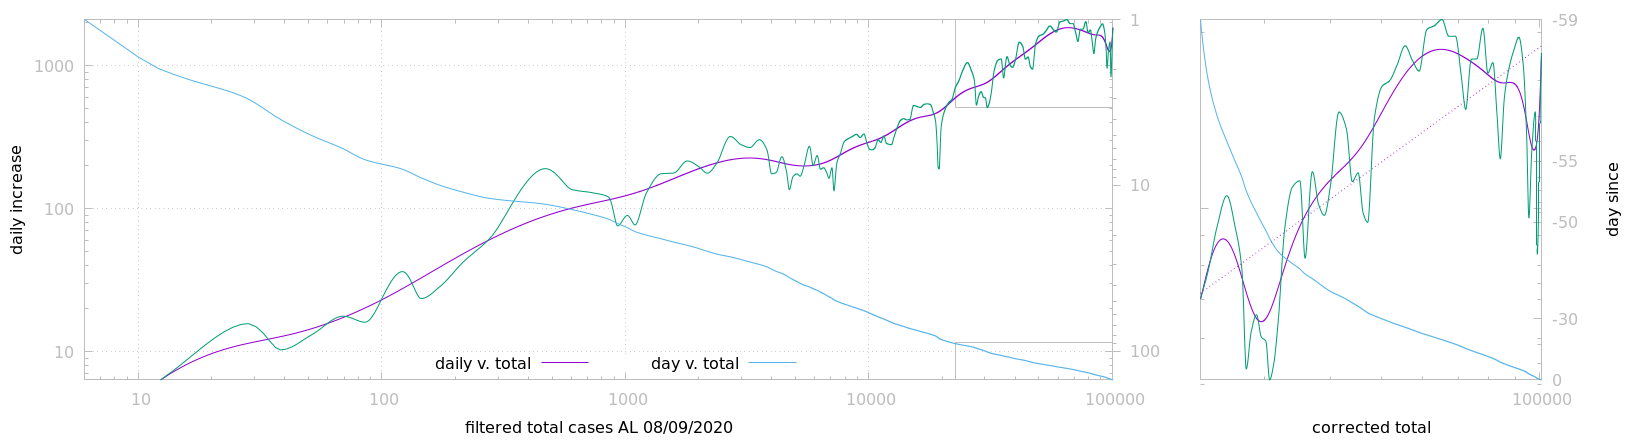 daily increase
1000
100
10
10
100
1000
10000
100000
1
10
100
daily v. total
day v. total
filtered total cases AL 08/09/2020
-59
-55
-50
-30
0
day since
100000
corrected total